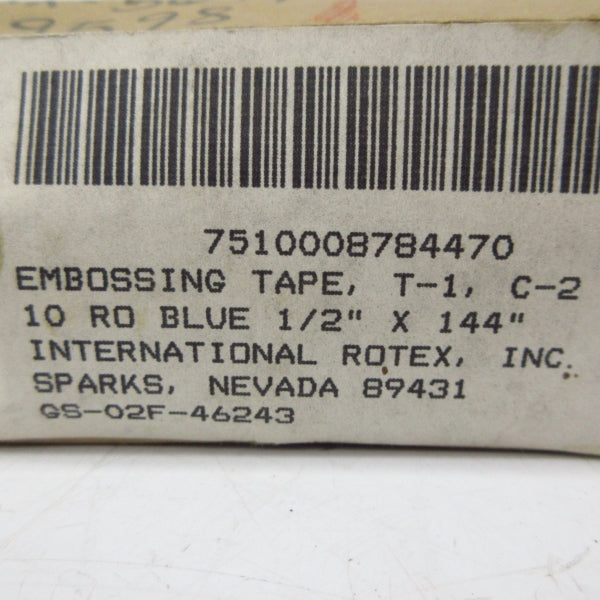 9578
7510008784470
EMBOSSING TAPE, T-1, C-2
10 RO BLUE 1/2" X 144"
INTERNATIONAL ROTEX, INC.
SPARKS, NEVADA 89431
GS-02F-46243